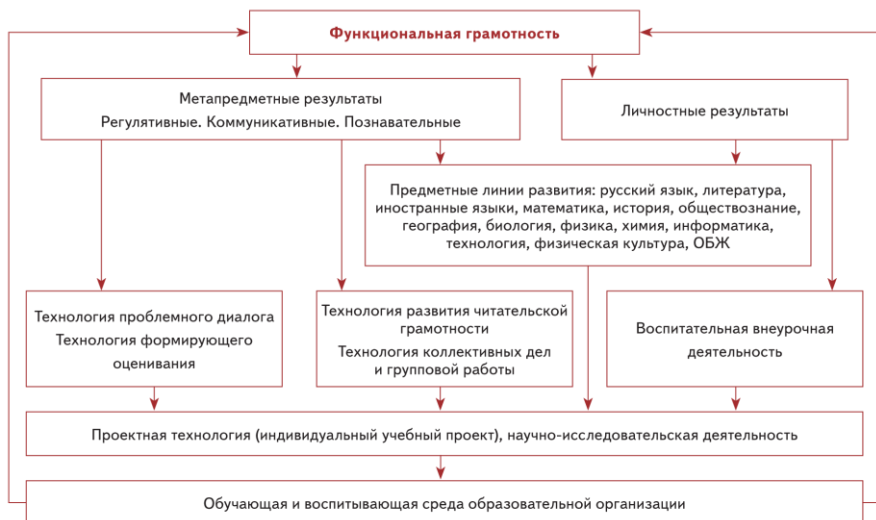 Функциональная грамотность
Метапредметные результаты
Регулятивные. Коммуникативные. Познавательные
Личностные результаты
Предметные линии развития: русский язык, литература,
иностранные языки, математика, история, обществознание,
география, биология, физика, химия, информатика,
технология, физическая культура, ОБЖ
Технология проблемного диалога
Технология формирующего
оценивания
Технология развития читательской
грамотности
Технология коллективных дел
и групповой работы
Воспитательная внеурочная
деятельность
Проектная технология (индивидуальный учебный проект), научно-исследовательская деятельность
Обучающая и воспитывающая среда образовательной организации